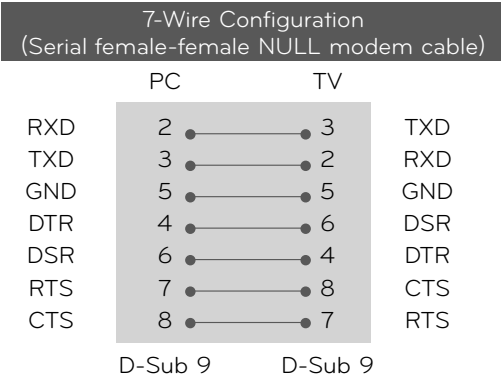 7-Wire Configuration
(Serial female-female NULL modem cable)
PC TV
RXD 2 3 TXD
TXD 3 2 RXD
GND 5 5 GND
DTR 4 6 DSR
DSR 6 4 DTR
RTS 7 8 CTS
CTS 8 7 RTS
D-Sub 9 D-Sub 9